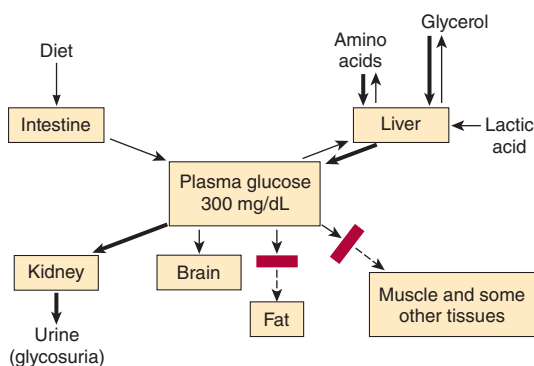 Diet
Intestine
Amino
acids
Glycerol
Liver
Lactic
acid
Plasma glucose
300 mg/dL
Kidney
Urine
(glycosuria)
Brain
Fat
Muscle and some
other tissues